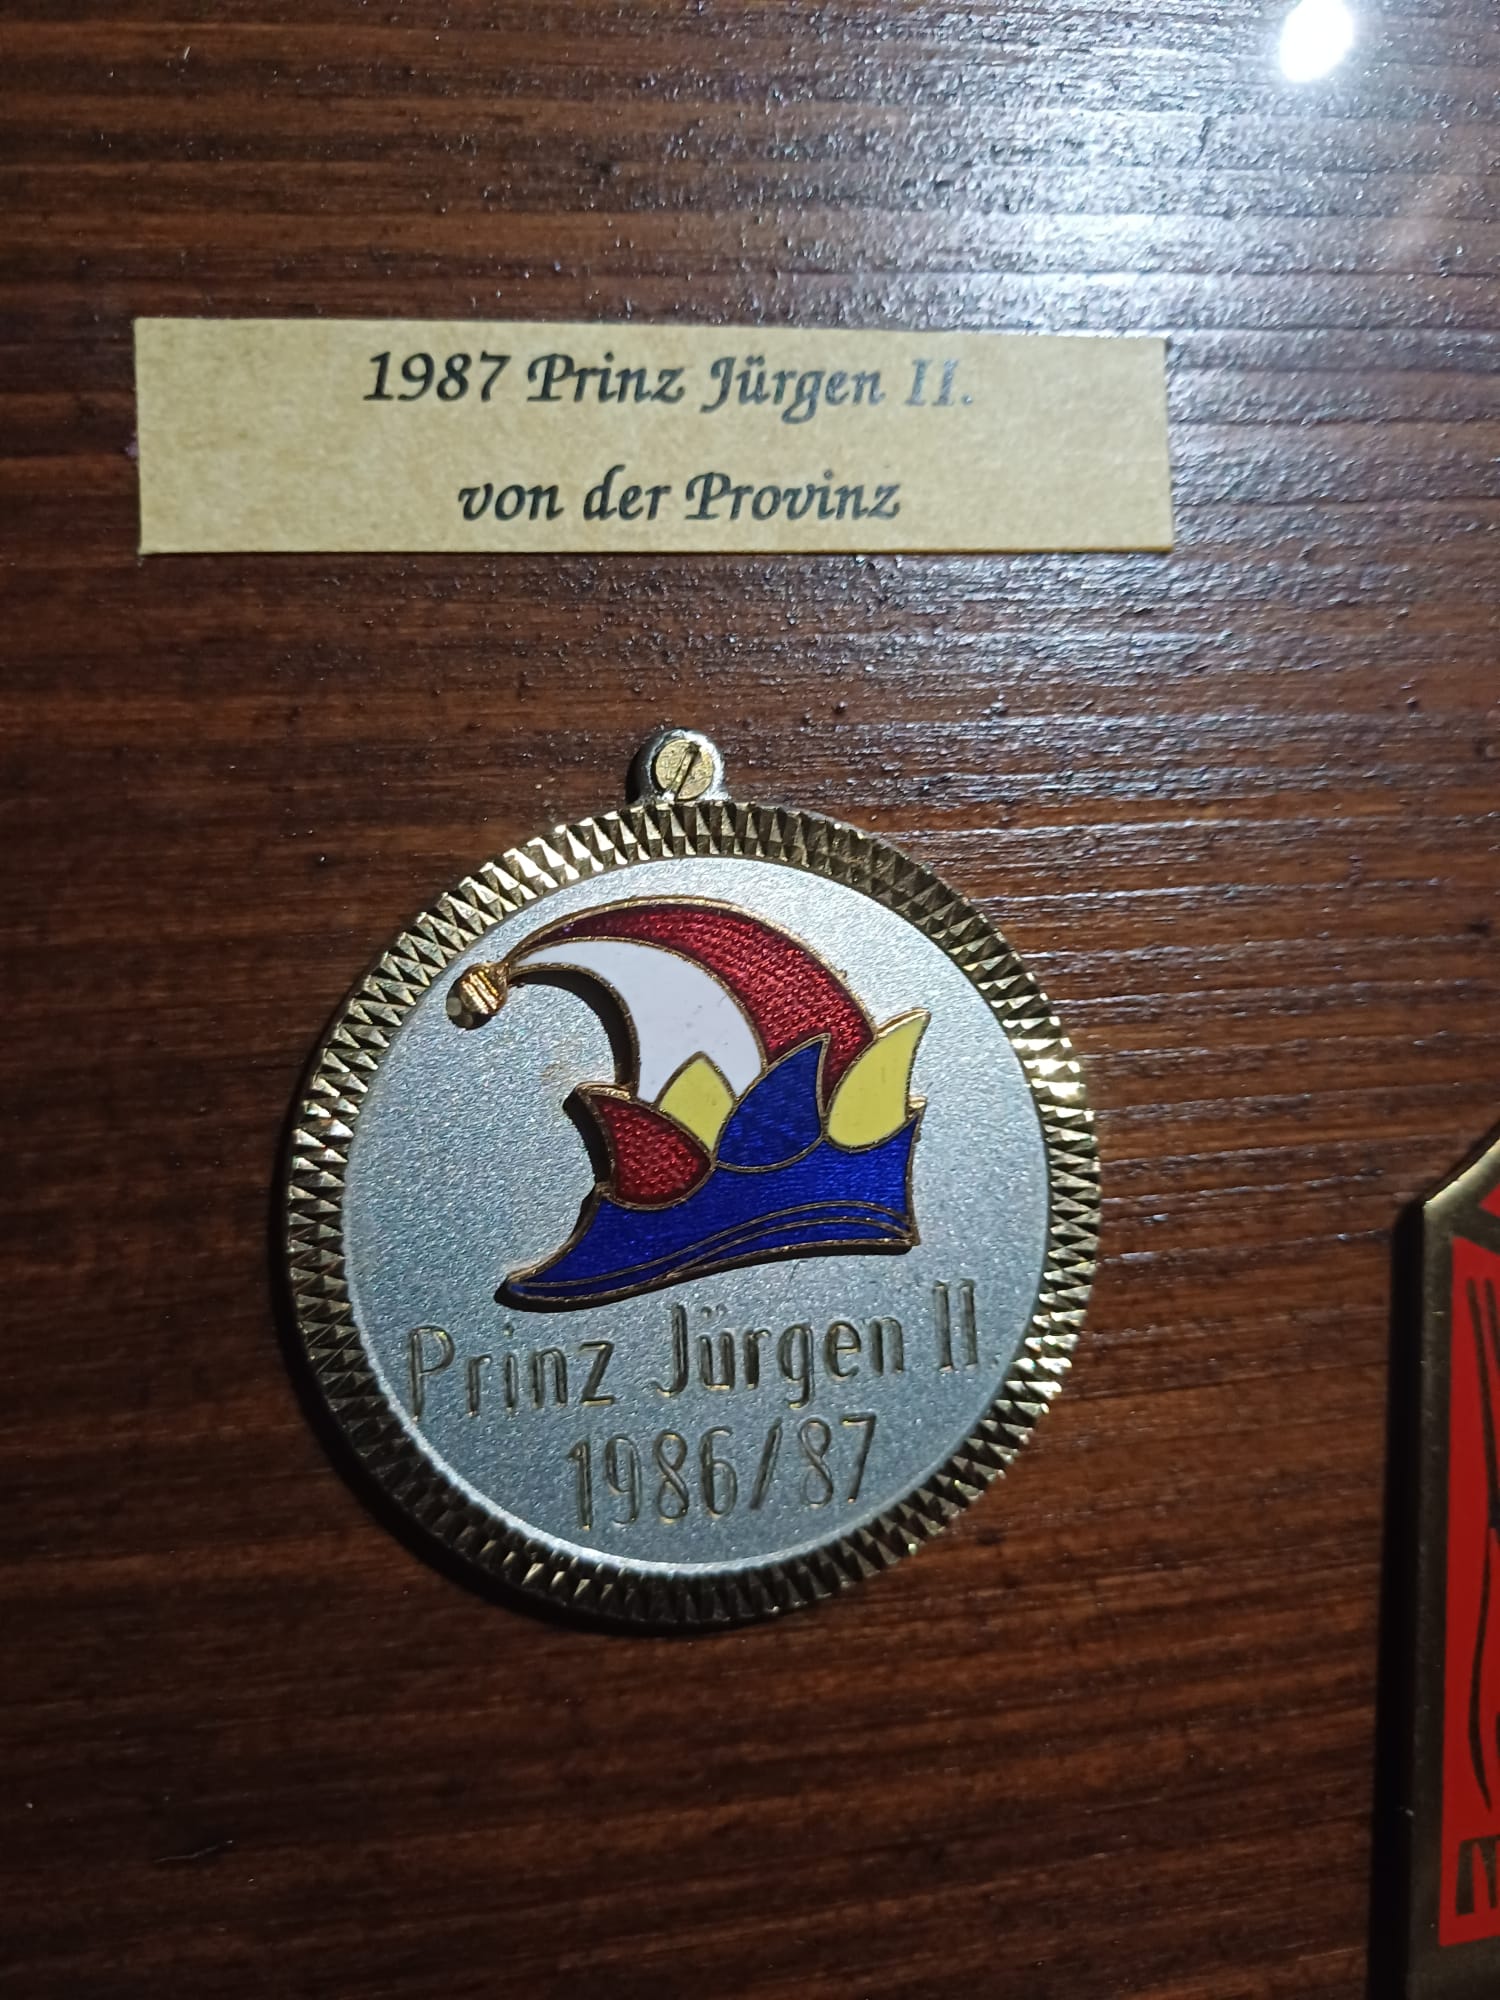 1987 Prinz Jürgen II.
von der Provinz
Prinz Jürgen II.
1986/87